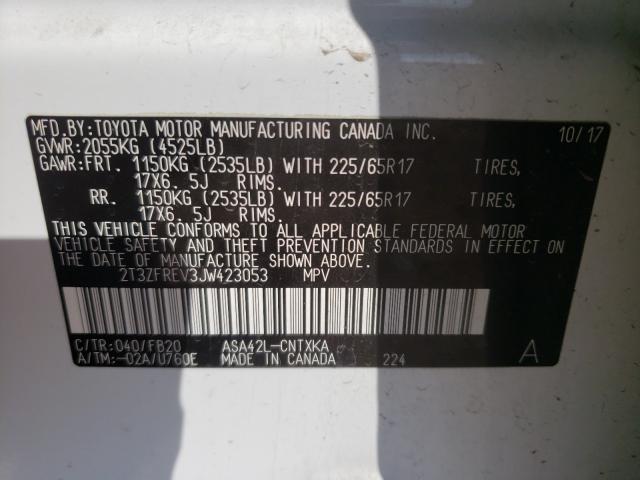 MFD.BY:TOYOTA MOTOR MANUFACTURING CANADA INC. 10/17
GVWR:2055KG (4525LB)
GAWR:FRT. 1150KG (2535LB) WITH 225/65R17 TIRES,
17X6.5J RIMS.
RR. 1150KG (2535LB) WITH 225/65R17 TIRES,
17X6.5J RIMS.
THIS VEHICLE CONFORMS TO ALL APPLICABLE FEDERAL MOTOR
VEHICLE SAFETY AND THEFT PREVENTION STANDARDS IN EFFECT ON
THE DATE OF MANUFACTURE SHOWN ABOVE.
2T3ZFREV3JW423053 MPV
C/TR:040/FB20 ASA42L-CNTXKA A
A/TM:-02A/U760E MADE IN CANADA 224